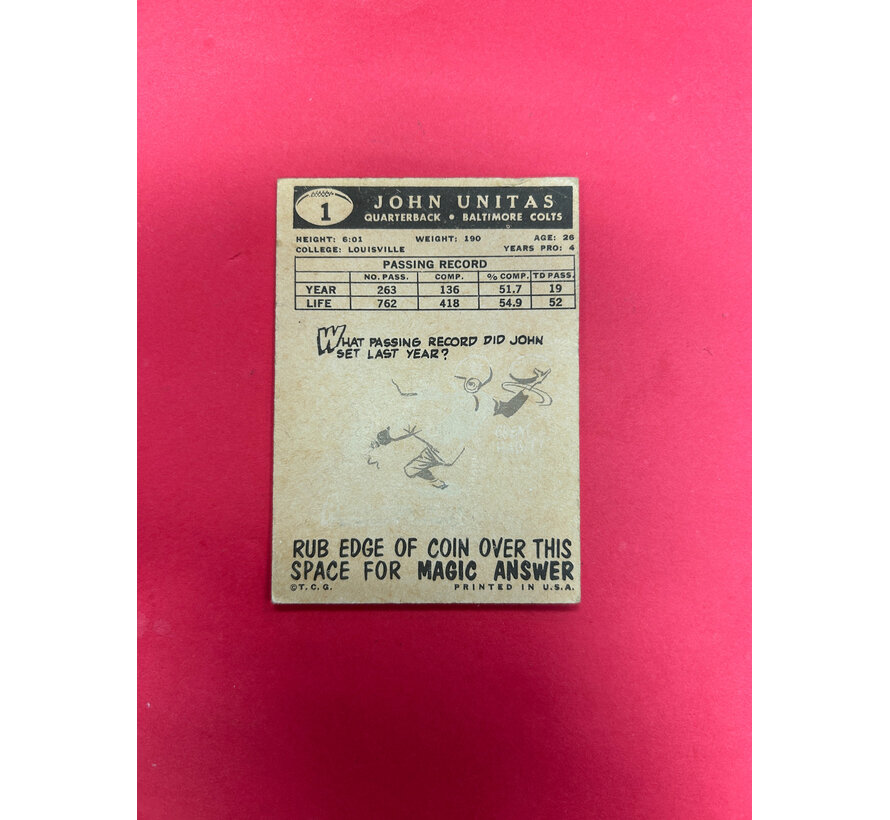 1
JOHN UNITAS
QUARTERBACK • BALTIMORE COLTS
HEIGHT: 6:01 WEIGHT: 190 AGE: 26
COLLEGE: LOUISVILLE YEARS PRO: 4
PASSING RECORD
NO. PASS. COMP. % COMP. TD PASS.
YEAR 263 136 51.7 19
LIFE 762 418 54.9 52
WHAT PASSING RECORD DID JOHN
SET LAST YEAR?
RUB EDGE OF COIN OVER THIS
SPACE FOR MAGIC ANSWER
©T.C.G. PRINTED IN U.S.A.